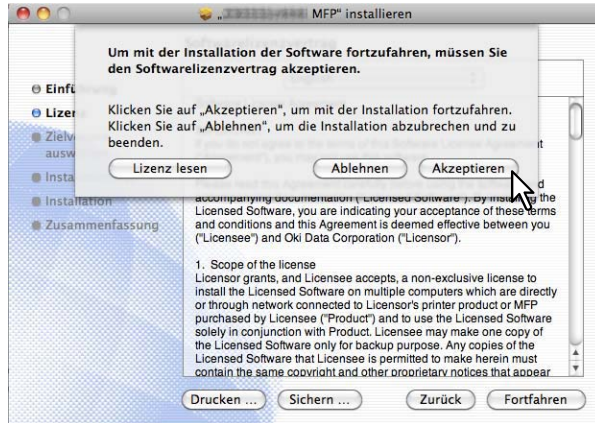 „ MFP“ installieren
Um mit der Installation der Software fortzufahren, müssen Sie
den Softwarelizenzvertrag akzeptieren.
Klicken Sie auf „Akzeptieren“, um mit der Installation fortzufahren.
Klicken Sie auf „Ablehnen“, um die Installation abzubrechen und zu
beenden.
Lizenz lesen
Ablehnen
Akzeptieren
Einfü
Lizen
Zielv
ausw
Insta
Installation
Zusammenfassung
accompanying documentation ("Licensed Software"). By installing the
Licensed Software, you are indicating your acceptance of these terms
and conditions and this Agreement is deemed effective between you
("Licensee") and Oki Data Corporation ("Licensor").
1. Scope of the license
Licensor grants, and Licensee accepts, a non-exclusive license to
install the Licensed Software on multiple computers which are directly
or through network connected to Licensor's printer product or MFP
purchased by Licensee ("Product") and to use the Licensed Software
solely in conjunction with Product. Licensee may make one copy of
the Licensed Software only for backup purpose. Any copies of the
Licensed Software that Licensee is permitted to make herein must
contain the same copyright and other proprietary notices that appear
Drucken ...
Sichern ...
Zurück
Fortfahren